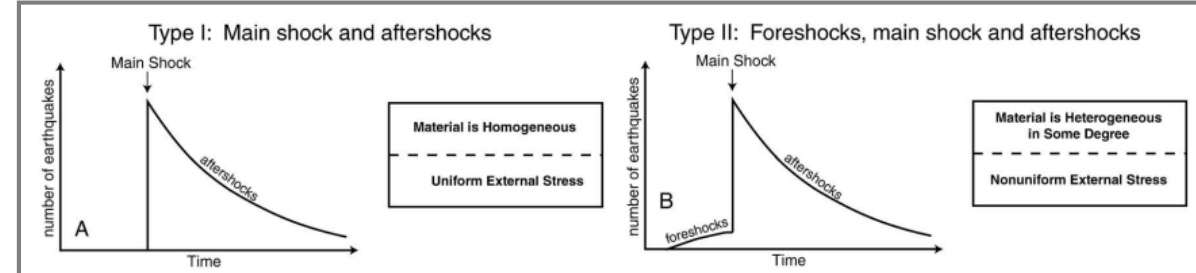 Type I: Main shock and aftershocks
Main Shock
number of earthquakes
aftershocks
A
Time
Material is Homogeneous
Uniform External Stress
Type II: Foreshocks, main shock and aftershocks
Main Shock
number of earthquakes
aftershocks
B
foreshocks
Time
Material is Heterogeneous
in Some Degree
Nonuniform External Stress